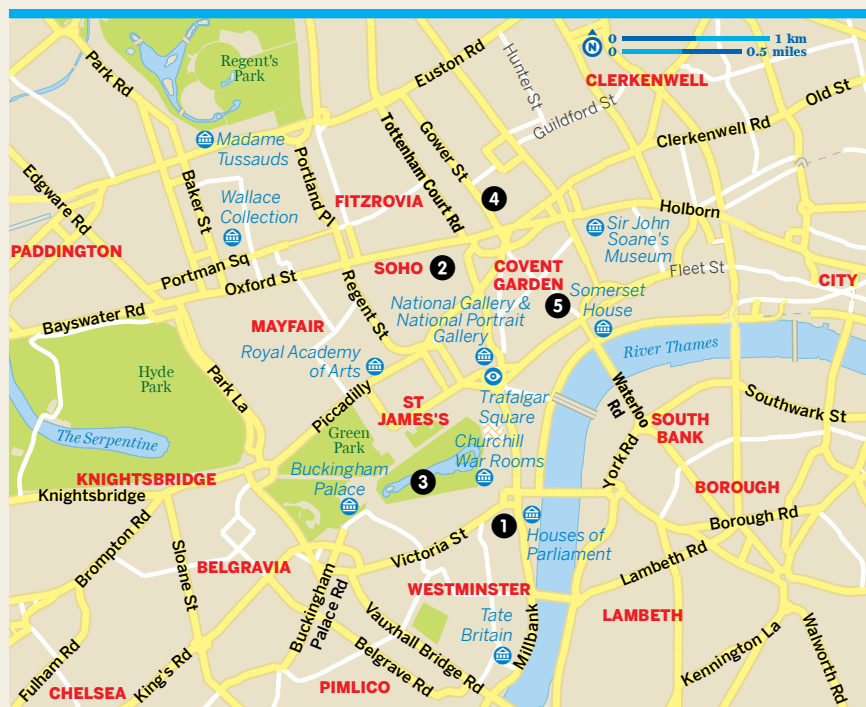 0 1 km
N
0 0.5 miles
Regent's
Park
Park Rd
Euston Rd
Hunter St
CLERKENWELL
Old St
Guildford St
Clerkenwell Rd
Madame
Tussauds
Tottenham Court Rd
Gower St
Portland Pl
Baker St
Edgware Rd
Wallace
Collection
FITZROVIA
4
Holborn
Sir John
Soane's
Museum
PADDINGTON
Portman Sq
SOHO
2
COVENT
GARDEN
Fleet St
CITY
Oxford St
Regent St
National Gallery &
National Portrait
Gallery
5
Somerset
House
Bayswater Rd
MAYFAIR
Royal Academy
of Arts
River Thames
Hyde
Park
Park La
Piccadilly
ST
JAMES'S
Trafalgar
Square
Waterloo
Rd
SOUTH
BANK
Southwark St
The Serpentine
Green
Park
Churchill
War Rooms
York Rd
KNIGHTSBRIDGE
Buckingham
Palace
3
BOROUGH
Knightsbridge
Borough Rd
1
Houses of
Parliament
Brompton Rd
Sloane St
Victoria St
Lambeth Rd
BELGRAVIA
Buckingham
Palace Rd
WESTMINSTER
LAMBETH
Vauxhall Bridge Rd
Tate
Britain
Millbank
Kennington La
Walworth Rd
Fulham Rd
King's Rd
Belgrave Rd
CHELSEA
PIMLICO